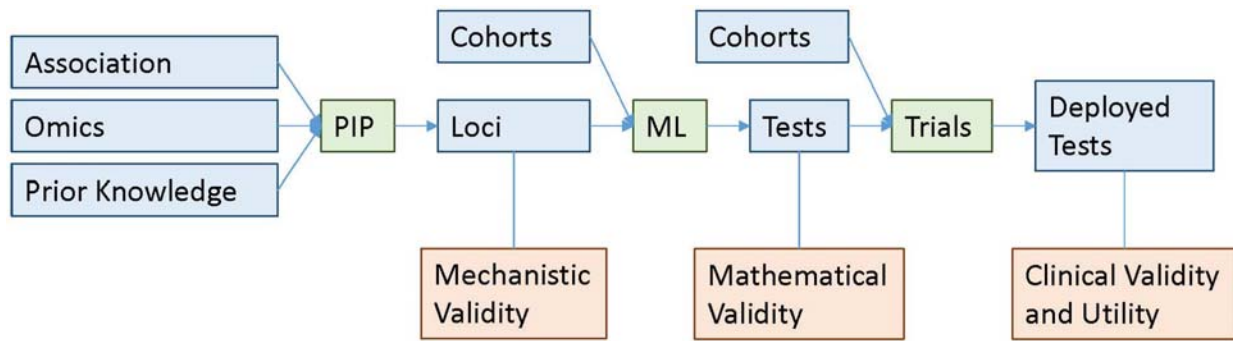 Association
Omics
Prior Knowledge
PIP
Cohorts
Loci
Mechanistic
Validity
ML
Cohorts
Tests
Mathematical
Validity
Trials
Deployed
Tests
Clinical Validity
and Utility